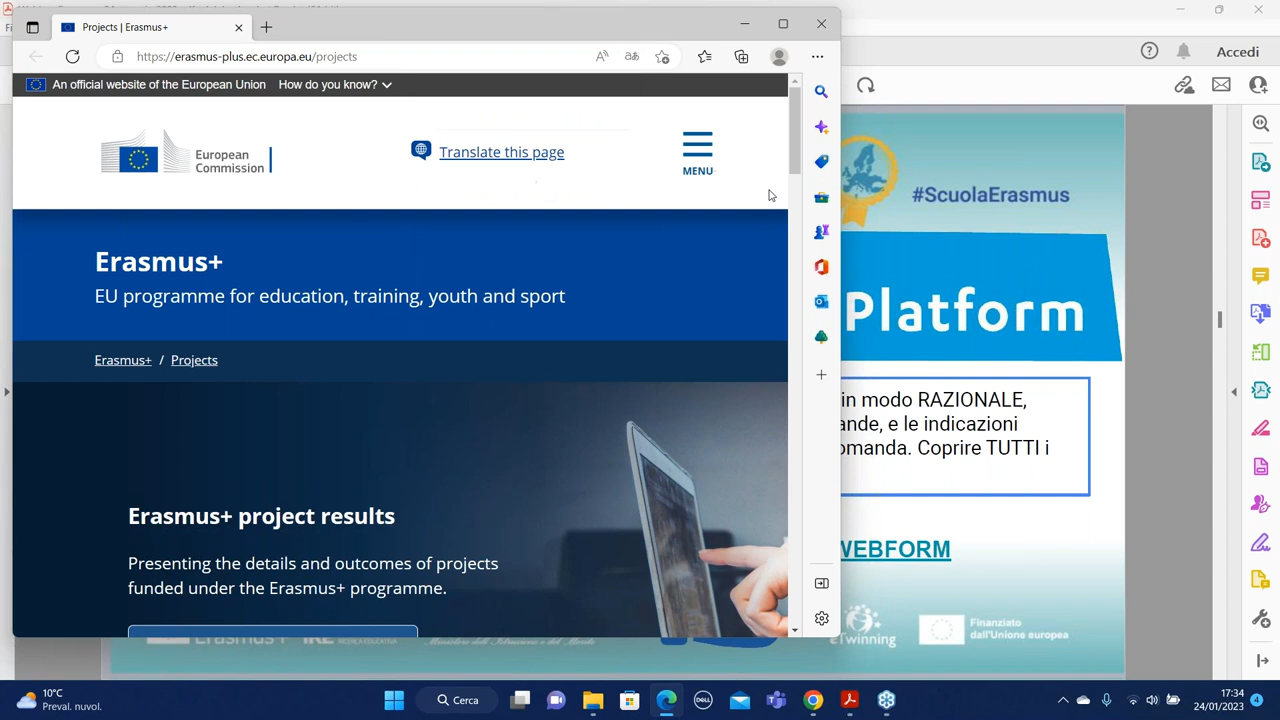 Projects | Erasmus+
https://erasmus-plus.ec.europa.eu/projects
Accedi
An official website of the European Union How do you know?
European
Commission
Translate this page
MENU
#ScuolaErasmus
Erasmus+
EU programme for education, training, youth and sport
Platform
Erasmus+ / Projects
in modo RAZIONALE,
ande, e le indicazioni
omanda. Coprire TUTTI i
Erasmus+ project results
Presenting the details and outcomes of projects
funded under the Erasmus+ programme.
WEBFORM
eTwinning
Finanziato
dall'Unione europea
10°C
Preval. nuvol.
Cerca
DELL
17:34
24/01/2023
4